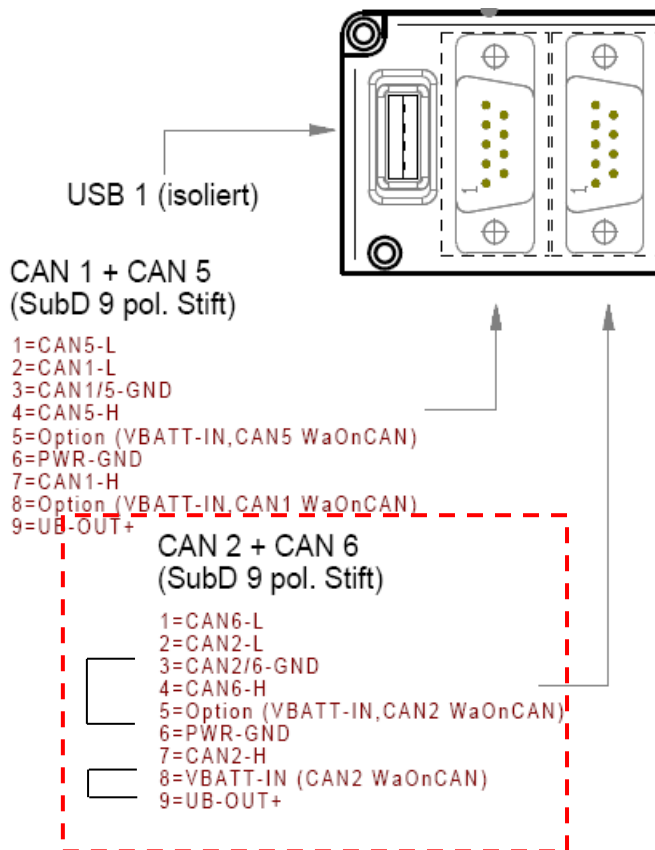 USB 1 (isoliert)
1
1
CAN 1 + CAN 5
(SubD 9 pol. Stift)
1=CAN5-L
2=CAN1-L
3=CAN1/5-GND
4=CAN5-H
5=Option (VBATT-IN,CAN5 WaOnCAN)
6=PWR-GND
7=CAN1-H
8=Option (VBATT-IN,CAN1 WaOnCAN)
9=UB-OUT+
CAN 2 + CAN 6
(SubD 9 pol. Stift)
1=CAN6-L
2=CAN2-L
3=CAN2/6-GND
4=CAN6-H
5=Option (VBATT-IN,CAN2 WaOnCAN)
6=PWR-GND
7=CAN2-H
8=VBATT-IN (CAN2 WaOnCAN)
9=UB-OUT+